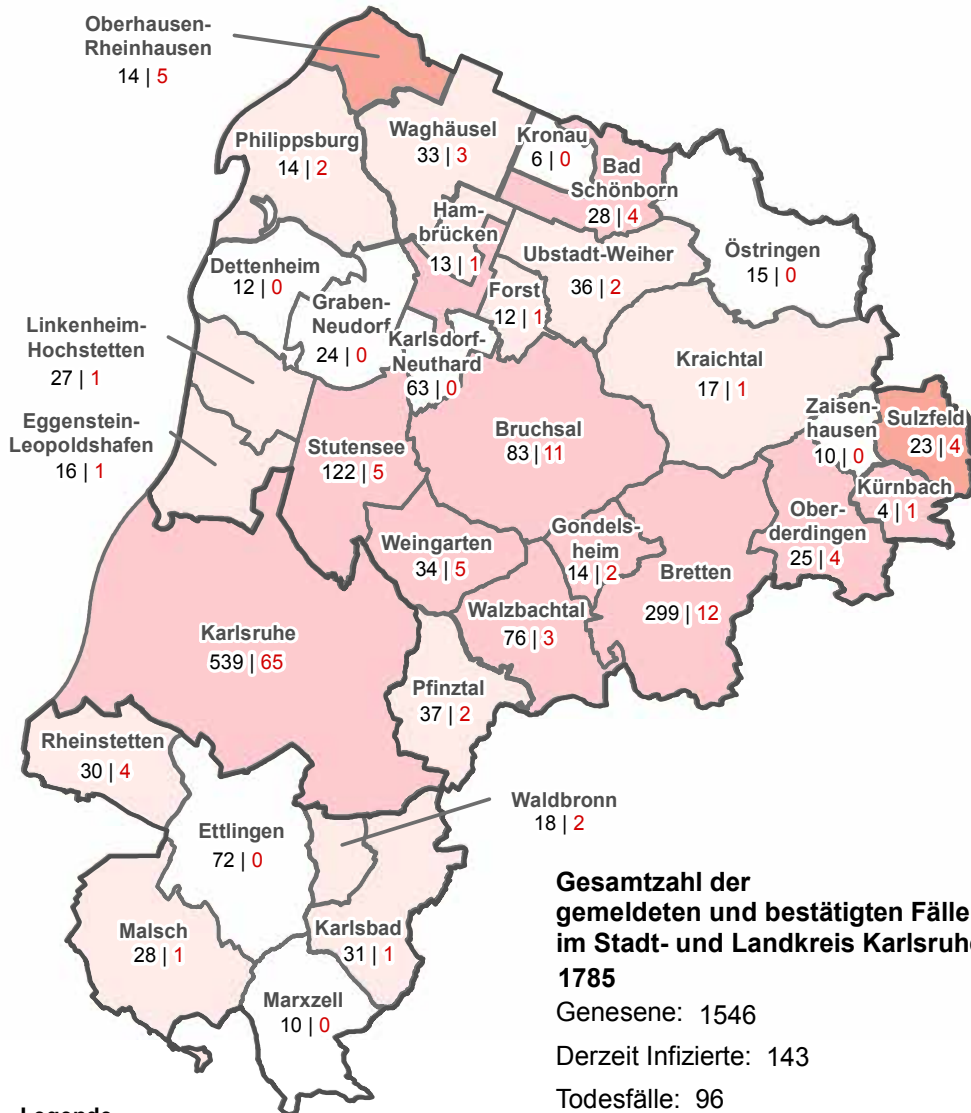 Oberhausen-
Rheinhausen
14 | 5
Philippsburg
14 | 2
Waghäusel
33 | 3
Kronau
6 | 0
Bad
Schönborn
28 | 4
Ham-
brücken
13 | 1
Ubstadt-Weiher
36 | 2
Östringen
15 | 0
Dettenheim
12 | 0
Graben-
Neudorf
24 | 0
Forst
12 | 1
Karlsdorf-
Neuthard
63 | 0
Linkenheim-
Hochstetten
27 | 1
Kraichtal
17 | 1
Eggenstein-
Leopoldshafen
16 | 1
Stutensee
122 | 5
Bruchsal
83 | 11
Zaisen-
hausen
10 | 0
Sulzfeld
23 | 4
Kürnbach
4 | 1
Ober-
derdingen
25 | 4
Weingarten
34 | 5
Gondels-
heim
14 | 2
Bretten
299 | 12
Walzbachtal
76 | 3
Karlsruhe
539 | 65
Pfinztal
37 | 2
Rheinstetten
30 | 4
Waldbronn
18 | 2
Ettlingen
72 | 0
Malsch
28 | 1
Karlsbad
31 | 1
Marxzell
10 | 0
Gesamtzahl der
gemeldeten und bestätigten Fälle
im Stadt- und Landkreis Karlsruhe
1785
Genesene: 1546
Derzeit Infizierte: 143
Todesfälle: 96
Legende